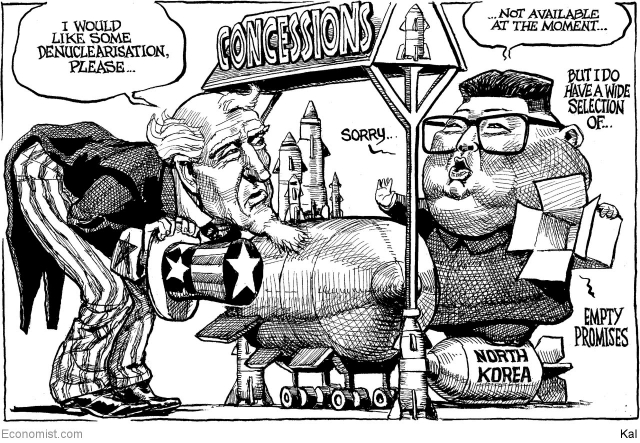 I WOULD
LIKE SOME
DENUCLEARISATION,
PLEASE...
CONCESSIONS
SORRY...
...NOT AVAILABLE
AT THE MOMENT...
BUT I DO
HAVE A WIDE
SELECTION
OF...
EMPTY
PROMISES
NORTH
KOREA
Economist.com
Kal